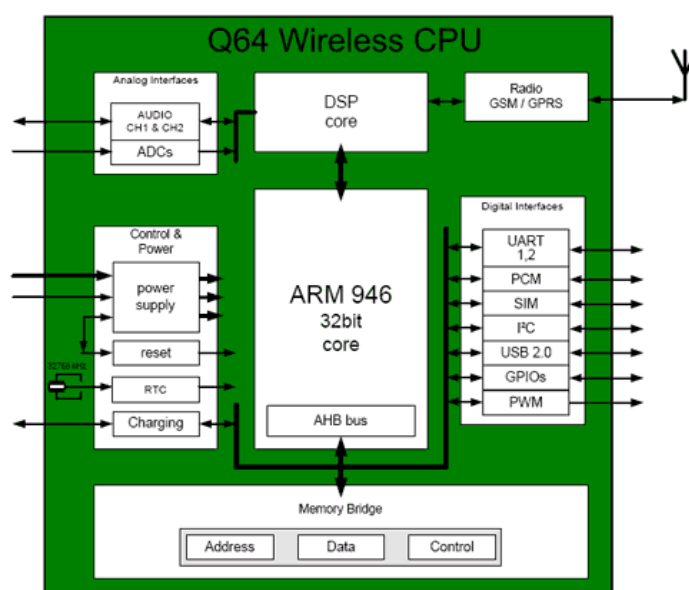 Q64 Wireless CPU
Analog Interfaces
AUDIO
CH1 & CH2
ADCs
DSP
core
Radio
GSM / GPRS
Control &
Power
power
supply
reset
32768 kHz
RTC
Charging
ARM 946
32bit
core
AHB bus
Digital Interfaces
UART
1,2
PCM
SIM
I²C
USB 2.0
GPIOs
PWM
Memory Bridge
Address
Data
Control